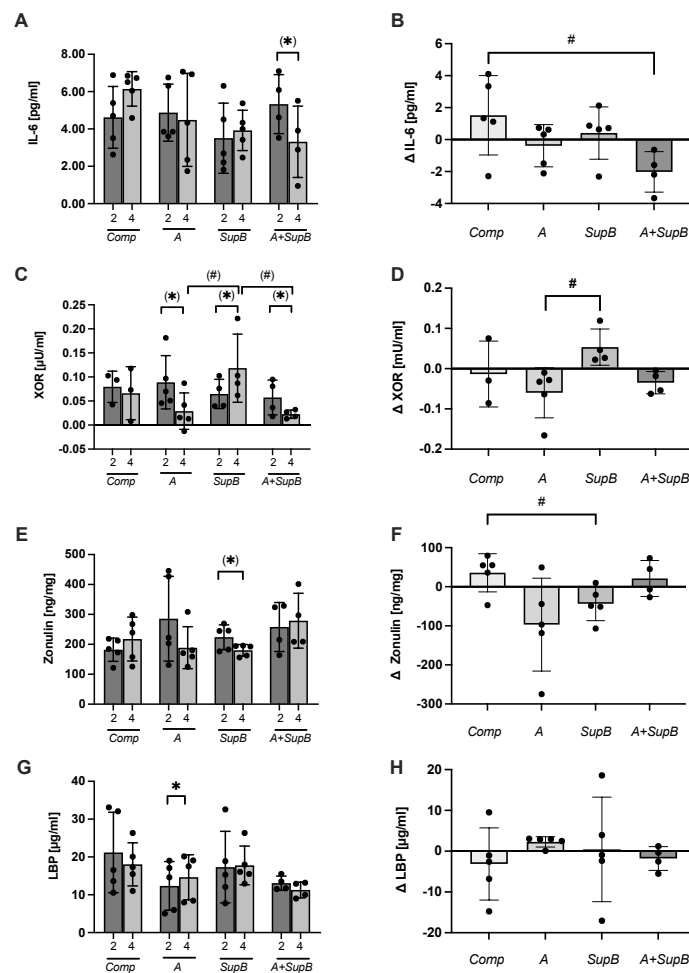 A
IL-6 [pg/ml]
8.00
6.00
4.00
2.00
0.00
(*)
2 4 2 4 2 4 2 4
Comp A SupB A+SupB
B
Δ IL-6 [pg/ml]
6
4
2
0
-2
-4
#
Comp A SupB A+SupB
C
XOR [µU/ml]
0.25
0.20
0.15
0.10
0.05
0.00
0.05
(#) (#)
(*) (*) (*)
2 4 2 4 2 4 2 4
Comp A SupB A+SupB
D
Δ XOR [mU/ml]
0.2
0.1
0.0
-0.1
-0.2
#
Comp A SupB A+SupB
E
Zonulin [ng/mg]
500
400
300
200
100
0
(*)
2 4 2 4 2 4 2 4
Comp A SupB A+SupB
F
Δ Zonulin [ng/mg]
100
0
-100
-200
-300
#
Comp A SupB A+SupB
G
LBP [µg/ml]
40
30
20
10
0
*
2 4 2 4 2 4 2 4
Comp A SupB A+SupB
H
Δ LBP [µg/ml]
20
10
0
-10
-20
Comp A SupB A+SupB